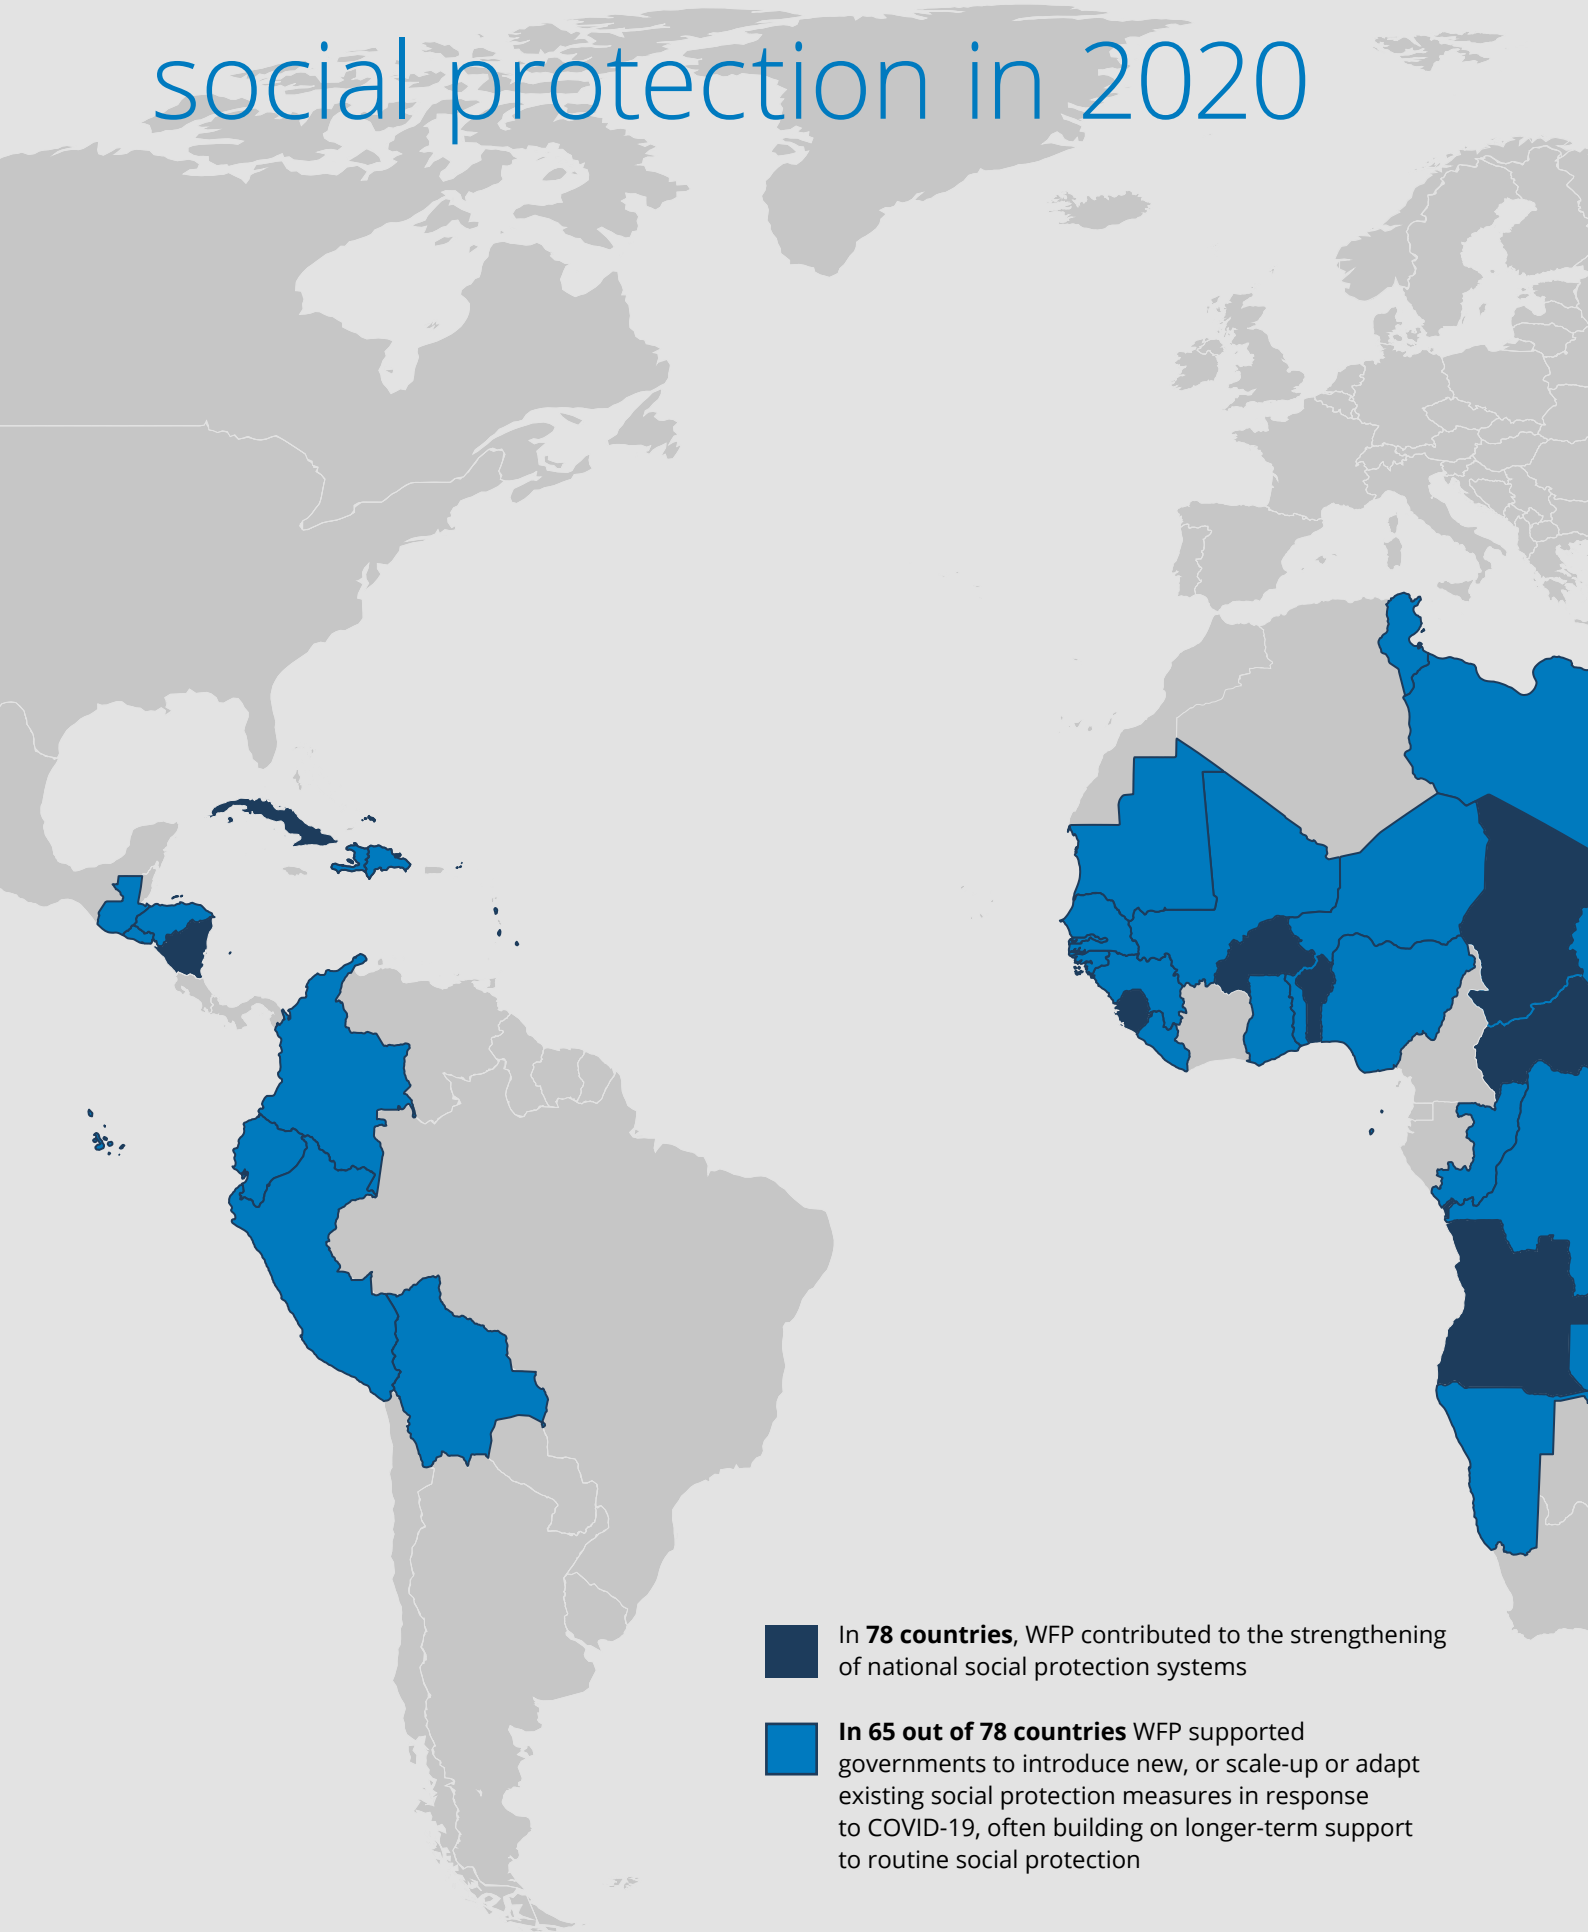 social protection in 2020
In 78 countries, WFP contributed to the strengthening
of national social protection systems
In 65 out of 78 countries WFP supported
governments to introduce new, or scale-up or adapt
existing social protection measures in response
to COVID-19, often building on longer-term support
to routine social protection